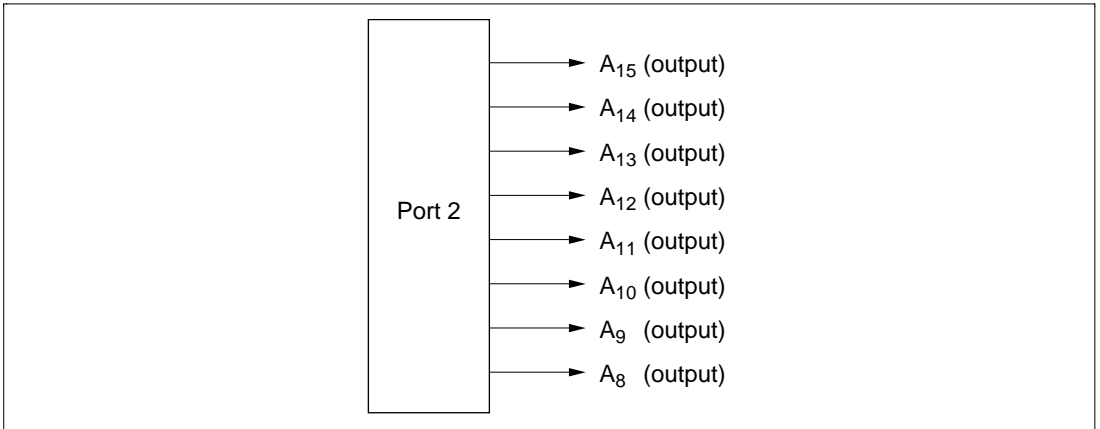 A15 (output)
A14 (output)
A13 (output)
A12 (output)
Port 2
A11 (output)
A10 (output)
A9 (output)
A8 (output)